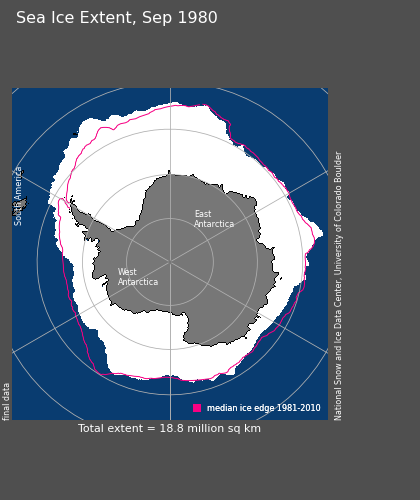 Sea Ice Extent, Sep 1980
South America
East
Antarctica
West
Antarctica
National Snow and Ice Data Center, University of Colorado Boulder
final data
median ice edge 1981-2010
Total extent = 18.8 million sq km